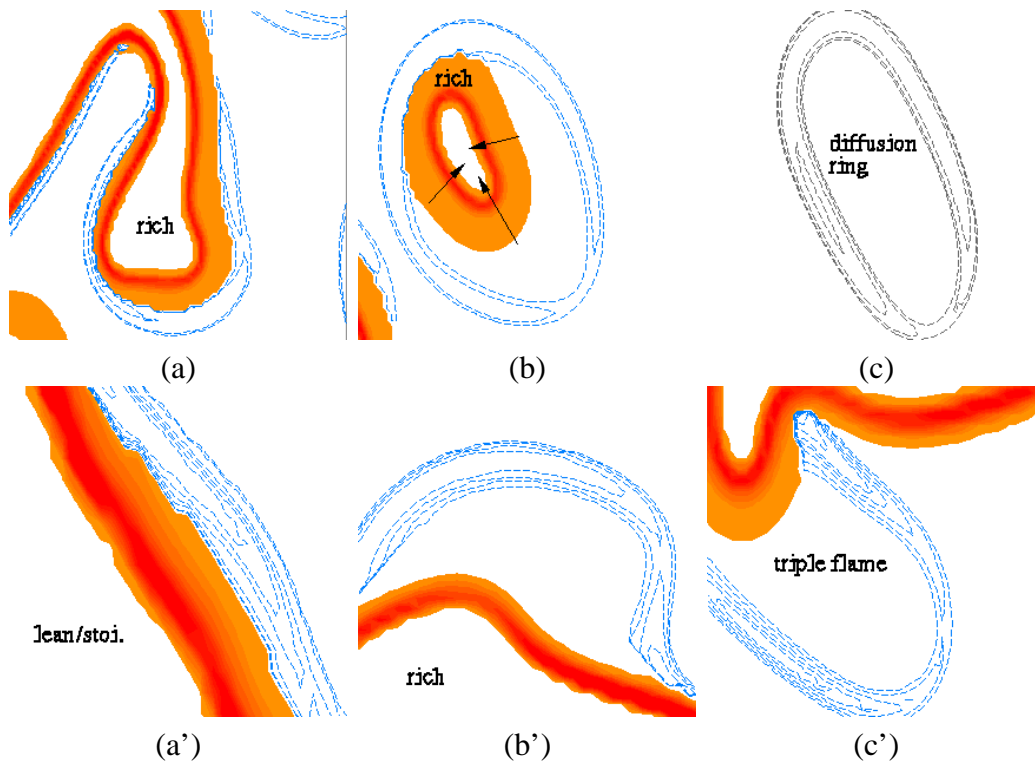 rich
rich
diffusion
ring
(a)
(b)
(c)
lean/stoi.
rich
triple flame
(a’)
(b’)
(c’)